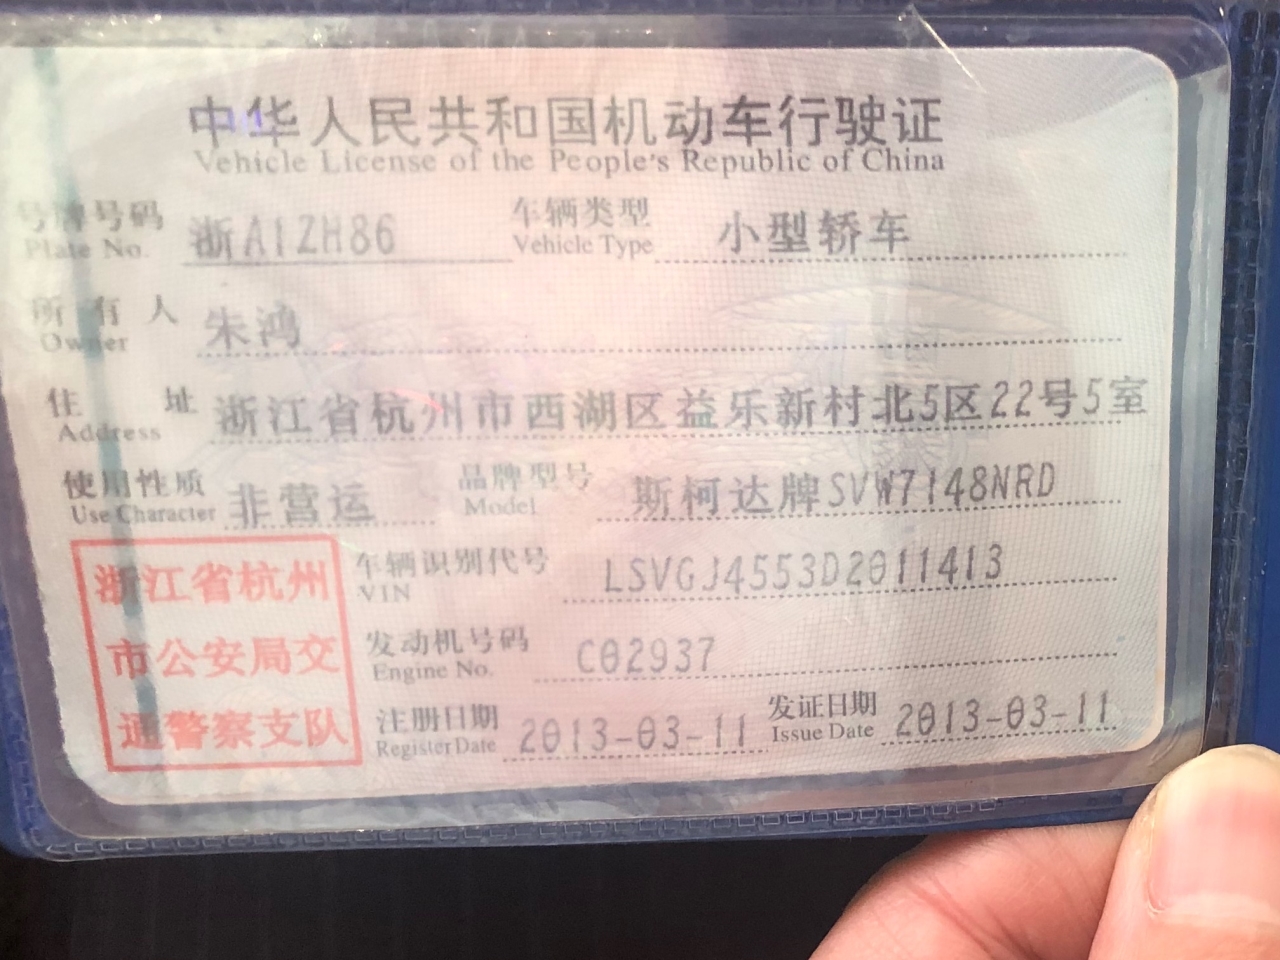 中华人民共和国机动车行驶证
Vehicle License of the People's Republic of China
号牌号码 浙A1ZH86 车辆类型 小型轿车
Plate No. Vehicle Type
所有人 朱鸿
Owner
住址 浙江省杭州市西湖区益乐新村北5区22号5室
Address
使用性质 非营运 品牌型号 斯柯达牌SVW7148NRD
Use Character Model
浙江省杭州 车辆识别代号 LSVGJ4553D2011413
VIN
市公安局交 发动机号码 C02937
Engine No.
通警察支队 注册日期 2013-03-11 发证日期 2013-03-11
Register Date Issue Date